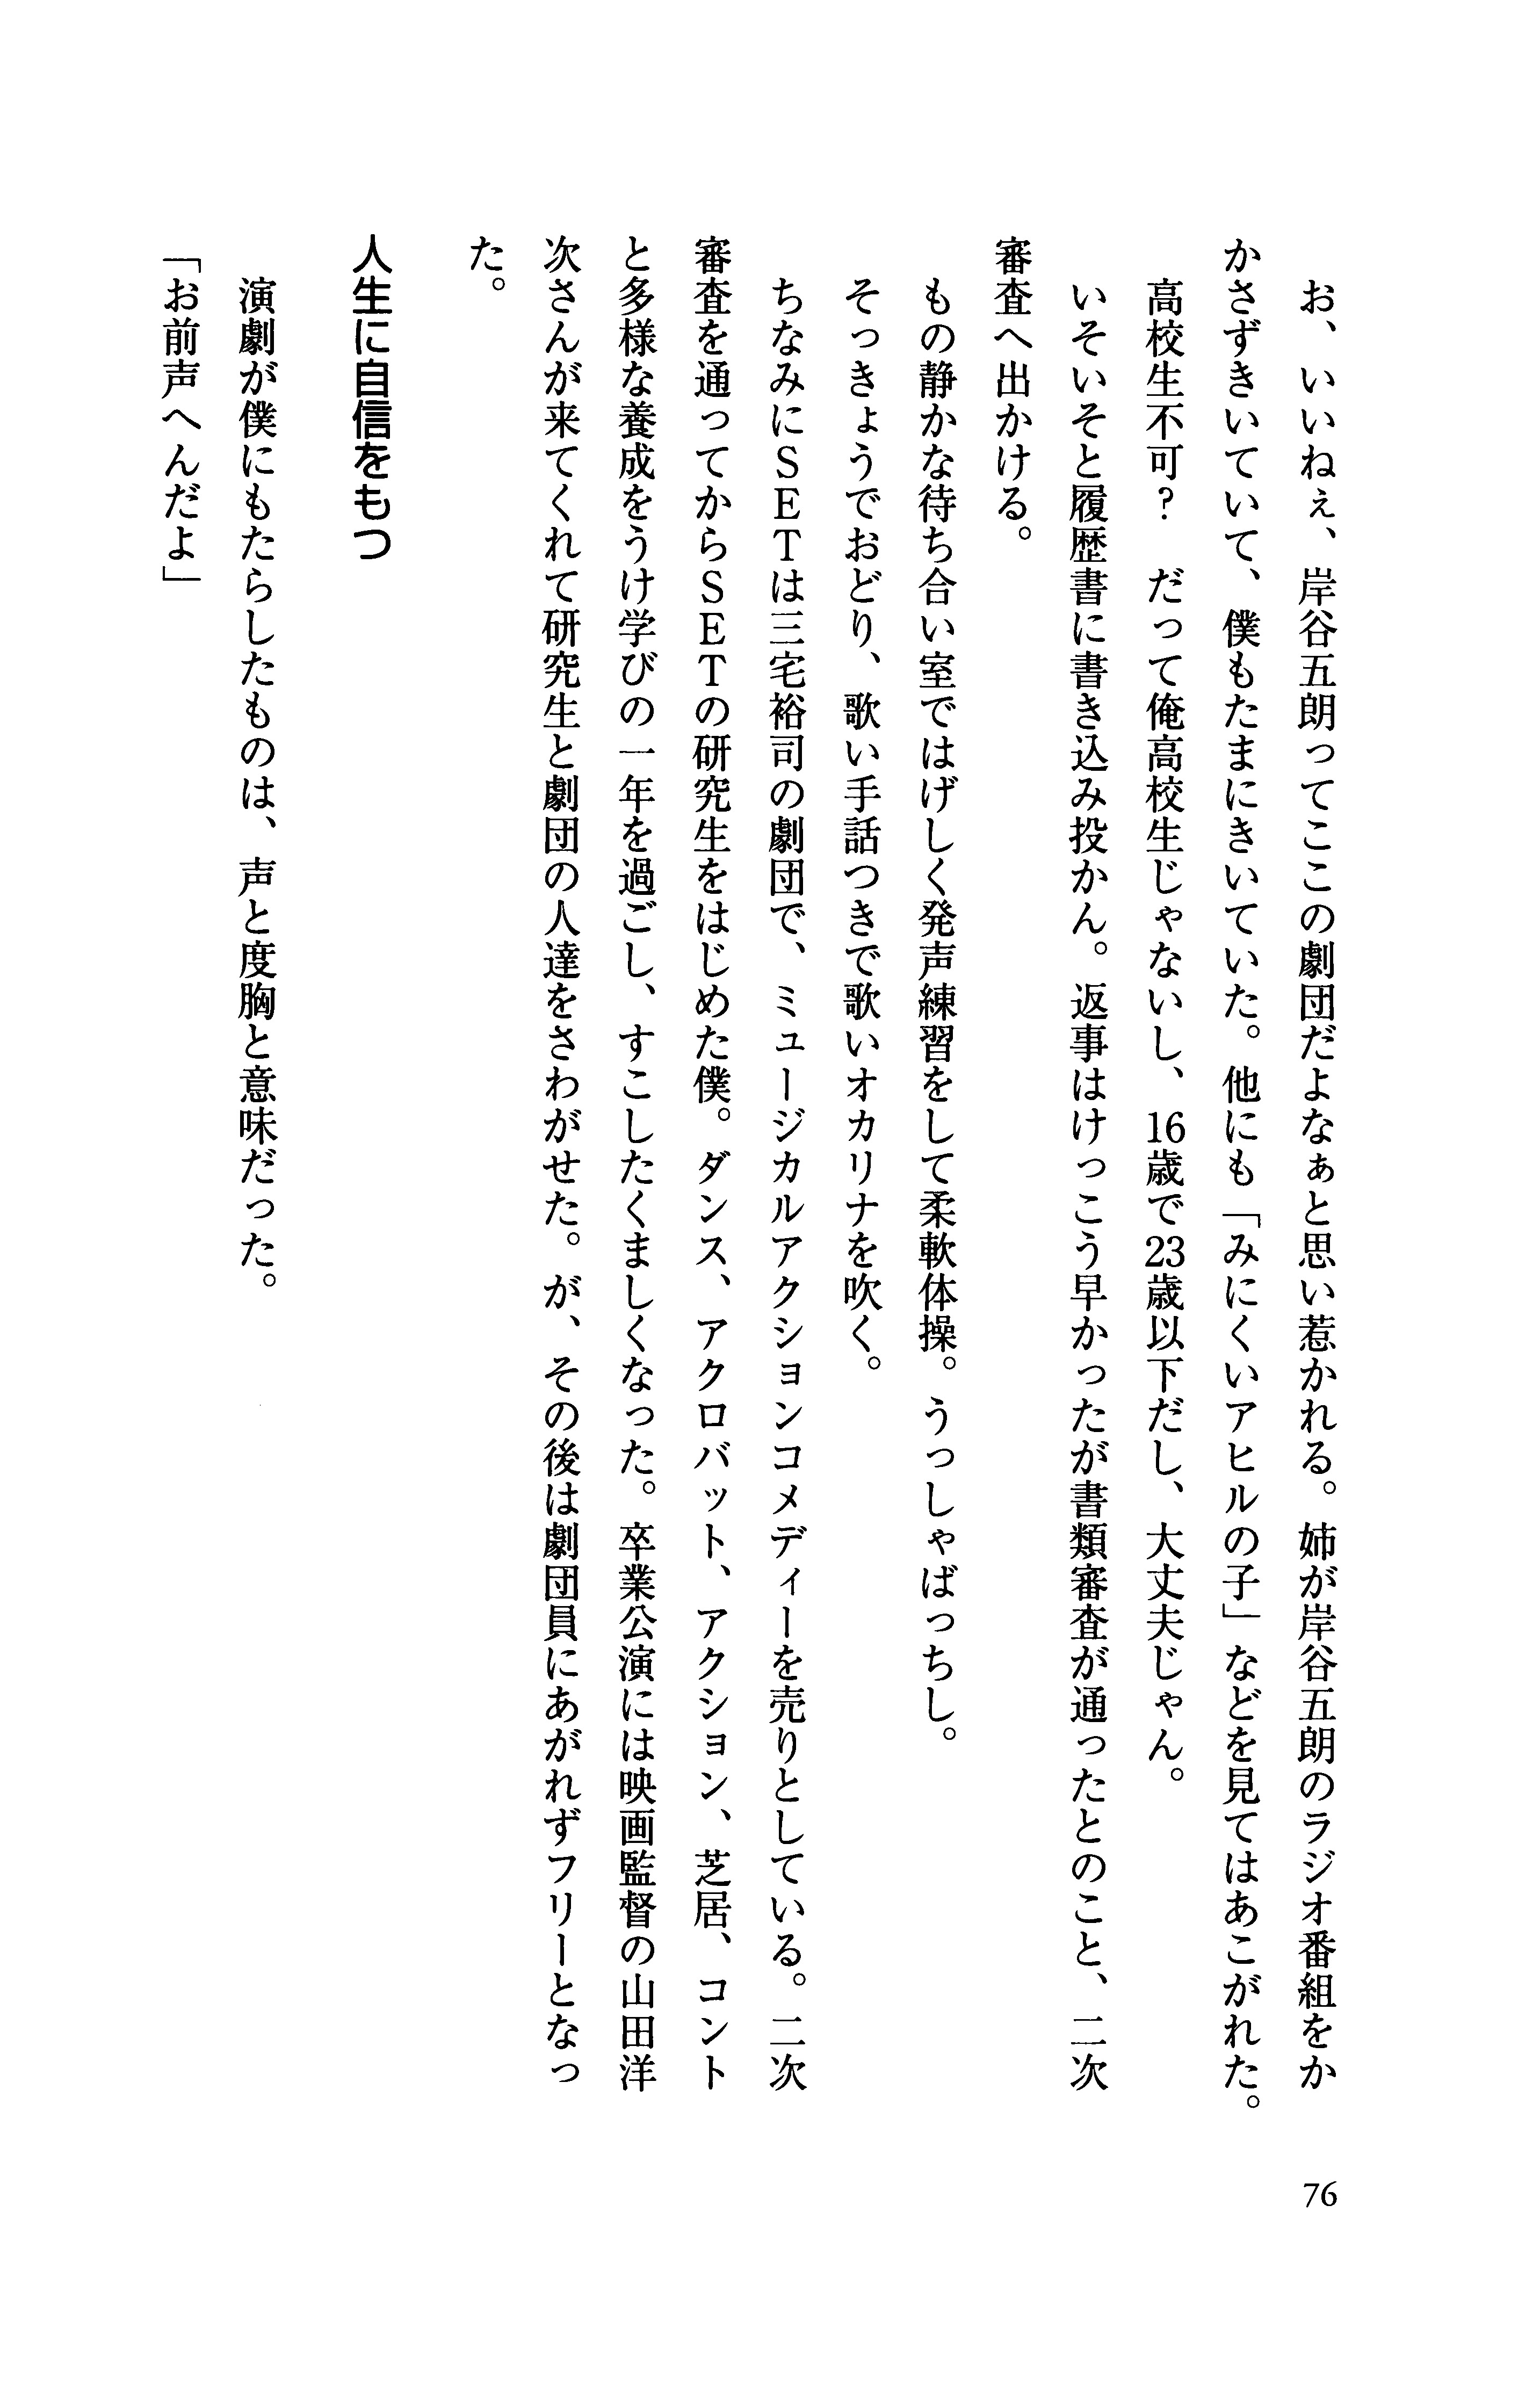 お、いいねぇ、岸谷五朗ってここの劇団だよなぁと思い惹かれる。姉が岸谷五朗のラジオ番組をか
かさずきいていて、僕もたまにきいていた。他にも「みにくいアヒルの子」などを見てはあこがれた。
高校生不可？　だって俺高校生じゃないし、16歳で23歳以下だし、大丈夫じゃん。
いそいそと履歴書に書き込み投かん。返事はけっこう早かったが書類審査が通ったとのこと、二次
審査へ出かける。
もの静かな待ち合い室ではげしく発声練習をして柔軟体操。うっしゃばっちし。
そっきょうでおどり、歌い手話つきで歌いオカリナを吹く。
ちなみにＳＥＴは三宅裕司の劇団で、ミュージカルアクションコメディーを売りとしている。二次
審査を通ってからＳＥＴの研究生をはじめた僕。ダンス、アクロバット、アクション、芝居、コント
と多様な養成をうけ学びの一年を過ごし、すこしたくましくなった。卒業公演には映画監督の山田洋
次さんが来てくれて研究生と劇団の人達をさわがせた。が、その後は劇団員にあがれずフリーとなっ
た。
人生に自信をもつ
演劇が僕にもたらしたものは、声と度胸と意味だった。
「お前声へんだよ」
76